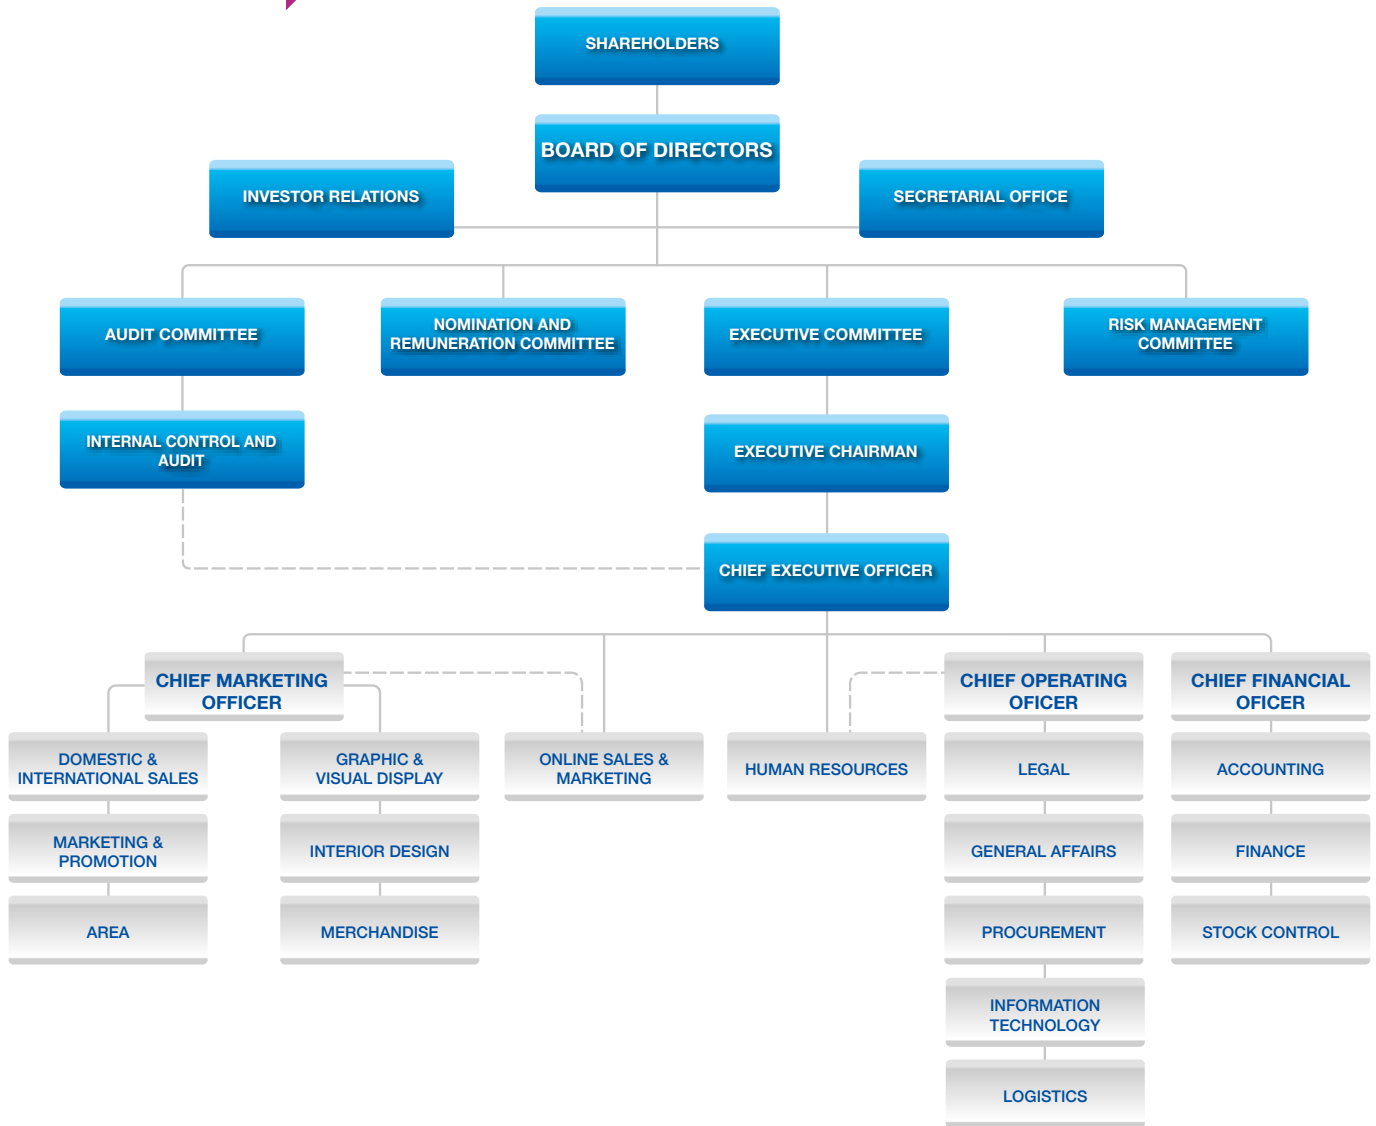 SHAREHOLDERS
BOARD OF DIRECTORS
INVESTOR RELATIONS
SECRETARIAL OFFICE
AUDIT COMMITTEE
NOMINATION AND
REMUNERATION COMMITTEE
EXECUTIVE COMMITTEE
RISK MANAGEMENT
COMMITTEE
INTERNAL CONTROL AND
AUDIT
EXECUTIVE CHAIRMAN
CHIEF EXECUTIVE OFFICER
CHIEF MARKETING
OFFICER
CHIEF OPERATING
OFICER
CHIEF FINANCIAL
OFICER
DOMESTIC &
INTERNATIONAL SALES
GRAPHIC &
VISUAL DISPLAY
ONLINE SALES &
MARKETING
HUMAN RESOURCES
LEGAL
ACCOUNTING
MARKETING &
PROMOTION
INTERIOR DESIGN
GENERAL AFFAIRS
FINANCE
AREA
MERCHANDISE
PROCUREMENT
STOCK CONTROL
INFORMATION
TECHNOLOGY
LOGISTICS